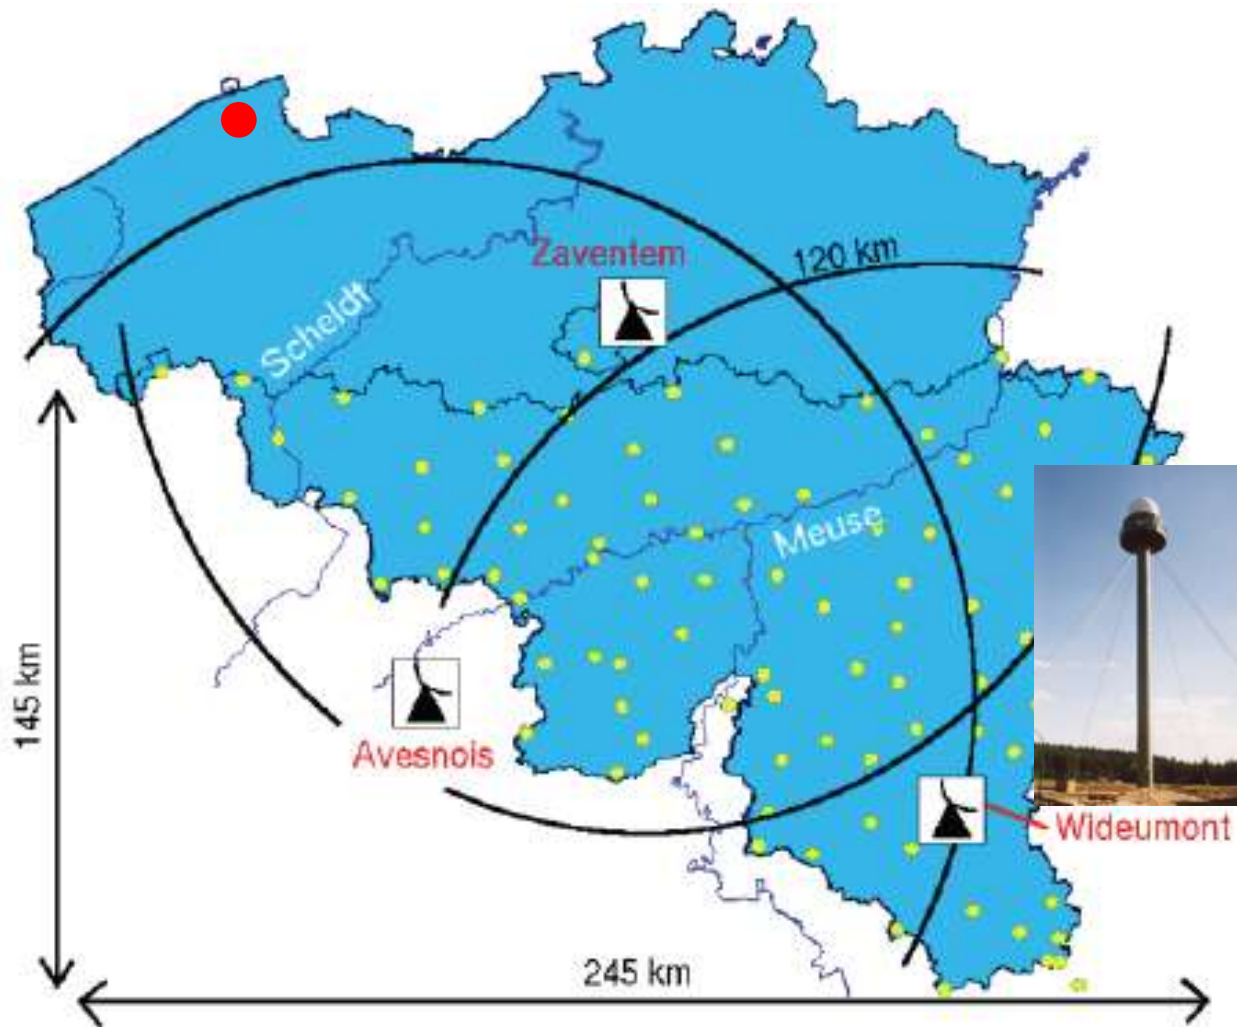 Zaventem
120 km
Scheldt
Meuse
145 km
Avesnois
Wideumont
245 km